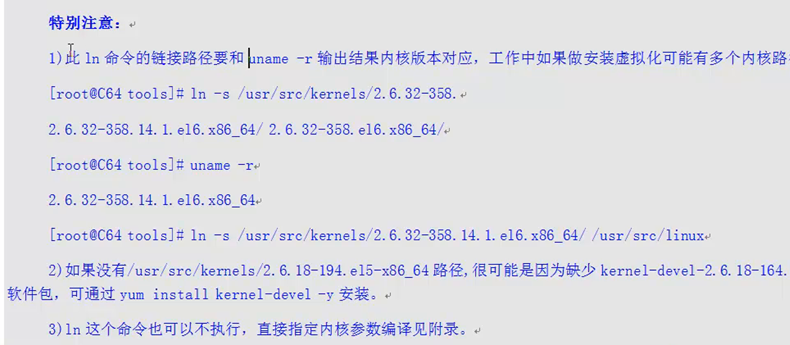 特别注意：
1)此 ln 命令的链接路径要和 uname -r 输出结果内核版本对应，工作中如果做安装虚拟化可能有多个内核路
[root@C64 tools]# ln -s /usr/src/kernels/2.6.32-358.
2.6.32-358.14.1.el6.x86_64/ 2.6.32-358.el6.x86_64/
[root@C64 tools]# uname -r
2.6.32-358.14.1.el6.x86_64
[root@C64 tools]# ln -s /usr/src/kernels/2.6.32-358.14.1.el6.x86_64/ /usr/src/linux
2)如果没有/usr/src/kernels/2.6.18-194.el5-x86_64 路径,很可能是因为缺少 kernel-devel-2.6.18-164.
软件包，可通过 yum install kernel-devel -y 安装。
3)ln 这个命令也可以不执行，直接指定内核参数编译见附录。